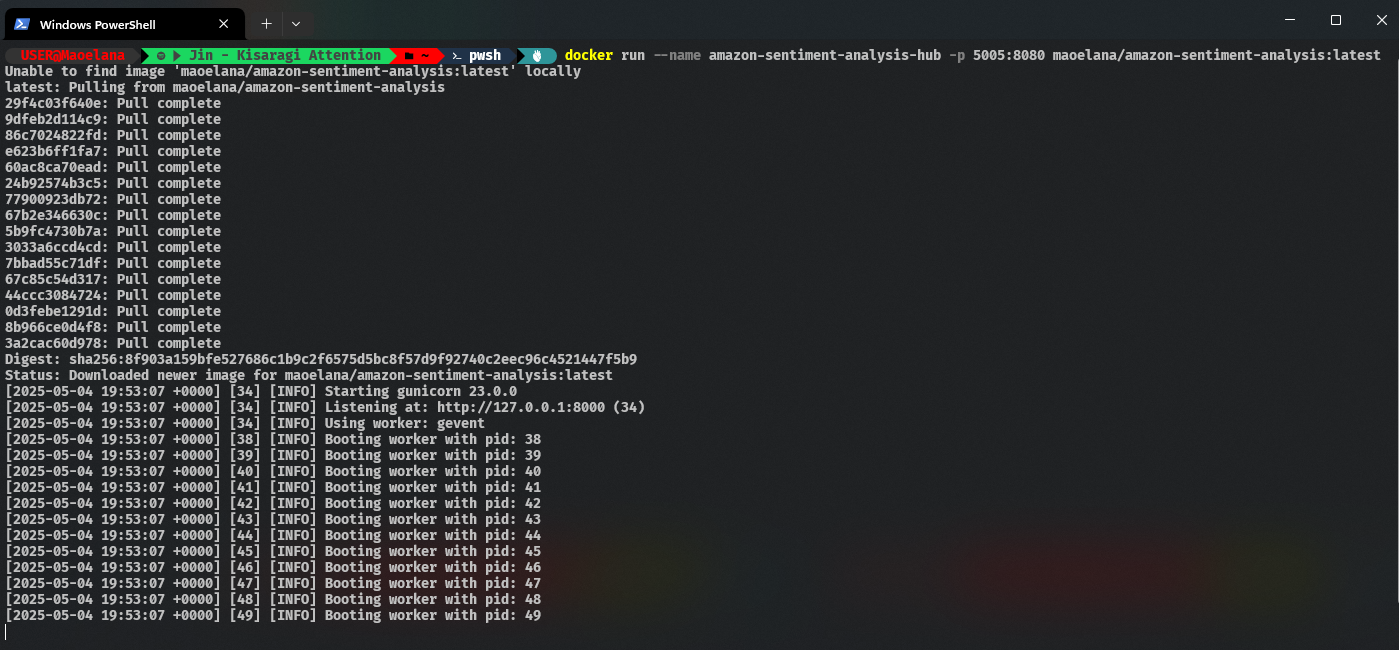 Windows PowerShell
USER@Maoelana Jin - Kisaragi Attention ~ pwsh docker run --name amazon-sentiment-analysis-hub -p 5005:8080 maoelana/amazon-sentiment-analysis:latest
Unable to find image 'maoelana/amazon-sentiment-analysis:latest' locally
latest: Pulling from maoelana/amazon-sentiment-analysis
29f4c03f640e: Pull complete
9dfeb2d114c9: Pull complete
86c7024822fd: Pull complete
e623b6ff1fa7: Pull complete
60ac8ca70ead: Pull complete
24b92574b3c5: Pull complete
77900923db72: Pull complete
67b2e346630c: Pull complete
5b9fc4730b7a: Pull complete
3033a6ccd4cd: Pull complete
7bbad55c71df: Pull complete
67c85c54d317: Pull complete
44ccc3084724: Pull complete
0d3febe1291d: Pull complete
8b966ce0d4f8: Pull complete
3a2cac60d978: Pull complete
Digest: sha256:8f903a159bfe527686c1b9c2f6575d5bc8f57d9f92740c2eec96c4521447f5b9
Status: Downloaded newer image for maoelana/amazon-sentiment-analysis:latest
[2025-05-04 19:53:07 +0000] [34] [INFO] Starting gunicorn 23.0.0
[2025-05-04 19:53:07 +0000] [34] [INFO] Listening at: http://127.0.0.1:8000 (34)
[2025-05-04 19:53:07 +0000] [34] [INFO] Using worker: gevent
[2025-05-04 19:53:07 +0000] [38] [INFO] Booting worker with pid: 38
[2025-05-04 19:53:07 +0000] [39] [INFO] Booting worker with pid: 39
[2025-05-04 19:53:07 +0000] [40] [INFO] Booting worker with pid: 40
[2025-05-04 19:53:07 +0000] [41] [INFO] Booting worker with pid: 41
[2025-05-04 19:53:07 +0000] [42] [INFO] Booting worker with pid: 42
[2025-05-04 19:53:07 +0000] [43] [INFO] Booting worker with pid: 43
[2025-05-04 19:53:07 +0000] [44] [INFO] Booting worker with pid: 44
[2025-05-04 19:53:07 +0000] [45] [INFO] Booting worker with pid: 45
[2025-05-04 19:53:07 +0000] [46] [INFO] Booting worker with pid: 46
[2025-05-04 19:53:07 +0000] [47] [INFO] Booting worker with pid: 47
[2025-05-04 19:53:07 +0000] [48] [INFO] Booting worker with pid: 48
[2025-05-04 19:53:07 +0000] [49] [INFO] Booting worker with pid: 49